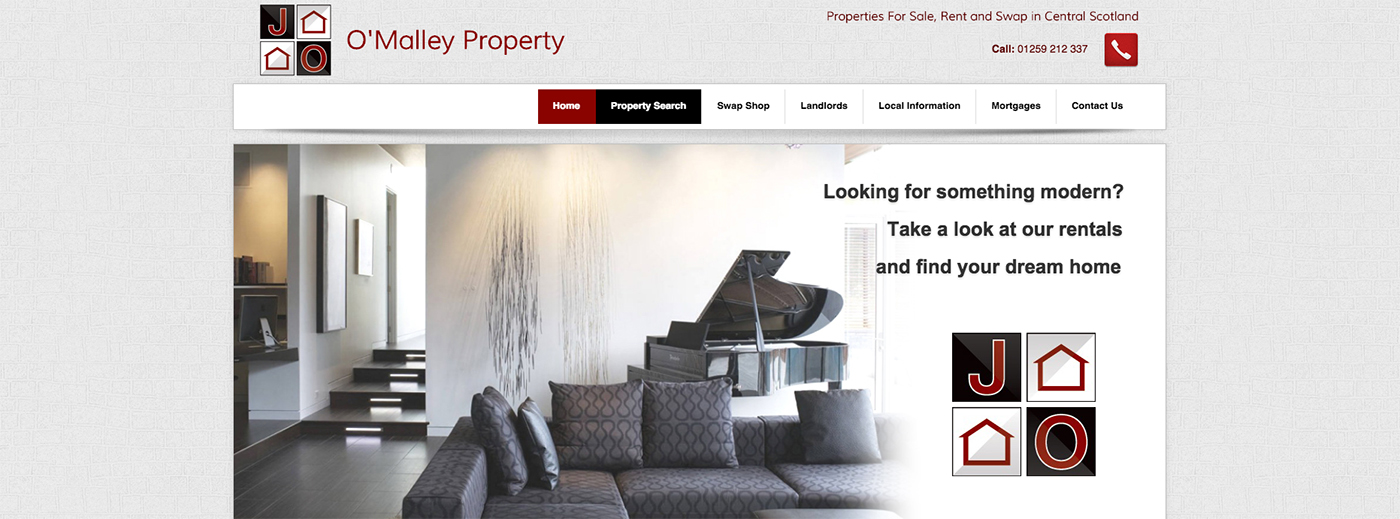 J
O
O'Malley Property
Properties For Sale, Rent and Swap in Central Scotland
Call: 01259 212 337
Home Property Search Swap Shop Landlords Local Information Mortgages Contact Us
Looking for something modern?
Take a look at our rentals
and find your dream home
J
O